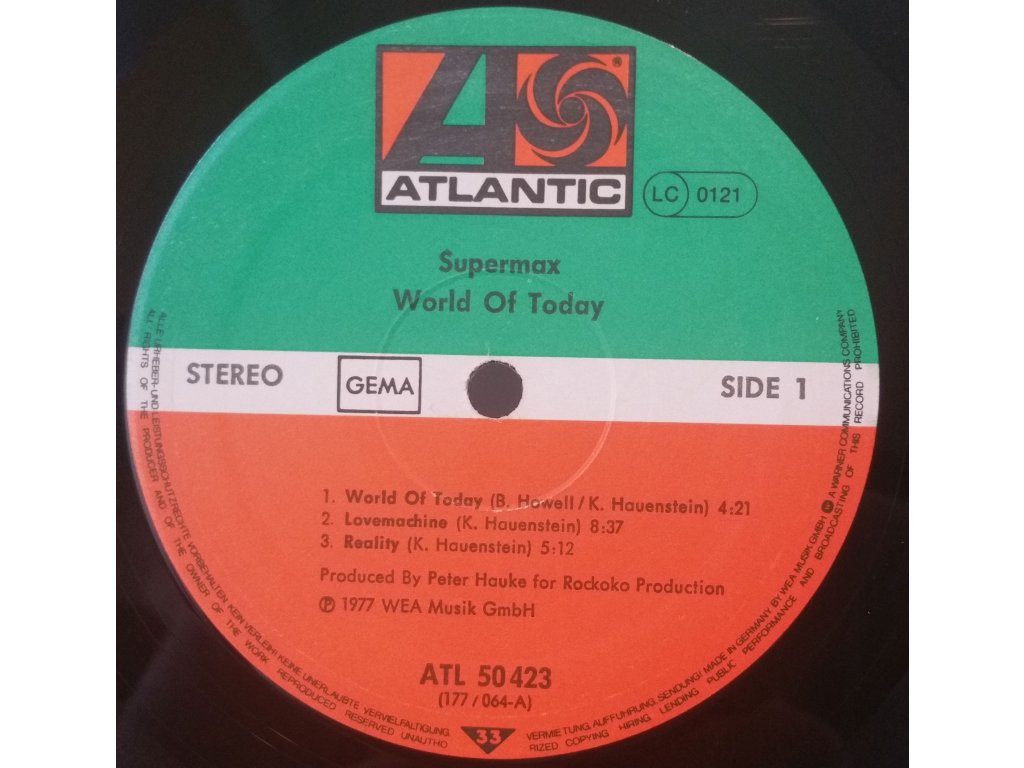 ATLANTIC
®
LC 0121
Supermax
World Of Today
STEREO
GEMA
SIDE 1
1. World Of Today (B. Howell/K. Hauenstein) 4:21
2. Lovemachine (K. Hauenstein) 8:37
3. Reality (K. Hauenstein) 5:12
Produced By Peter Hauke for Rockoko Production
℗ 1977 WEA Musik GmbH
ATL 50 423
(177 / 064-A)
33
ALLE URHEBER- UND LEISTUNGSSCHUTZRECHTE VORBEHALTEN KEIN VERLEIH! KEINE UNERLAUBTE VERVIELFÄLTIGUNG,
VERMIETUNG, AUFFÜHRUNG, SENDUNG! MADE IN GERMANY BY WEA MUSIK GMBH A WARNER COMMUNICATIONS COMPANY
ALL RIGHTS OF THE PRODUCER AND OF THE OWNER OF THE WORK REPRODUCED RESERVED UNAUTHO
RIZED COPYING HIRING LENDING PUBLIC PERFORMANCE AND BROADCASTING OF THIS RECORD PROHIBITED